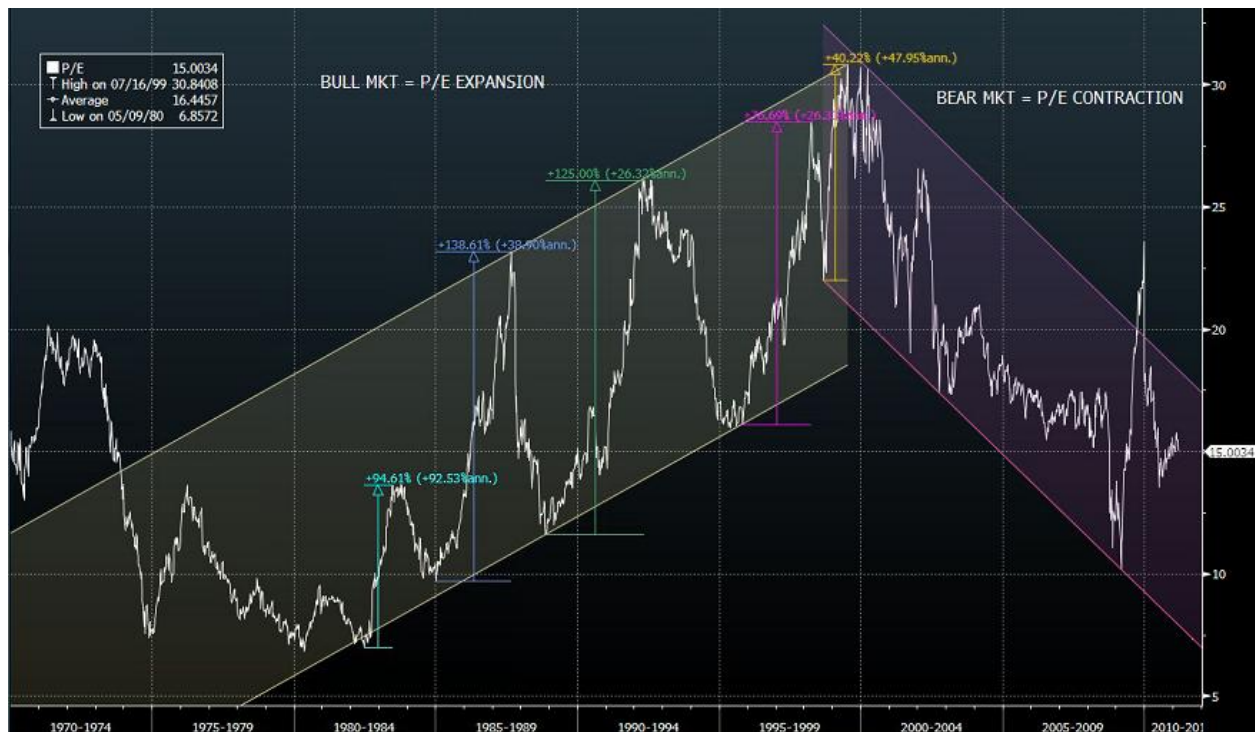 P/E 15.0034
High on 07/16/99 30.8408
Average 16.4457
Low on 05/09/80 6.8572
BULL MKT = P/E EXPANSION
BEAR MKT = P/E CONTRACTION
+40.22% (+47.95%ann.)
+125.00% (+26.32%ann.)
+138.61% (+38.90%ann.)
+94.61% (+92.53%ann.)
30
25
20
15.0034
10
5
1970-1974 1975-1979 1980-1984 1985-1989 1990-1994 1995-1999 2000-2004 2005-2009